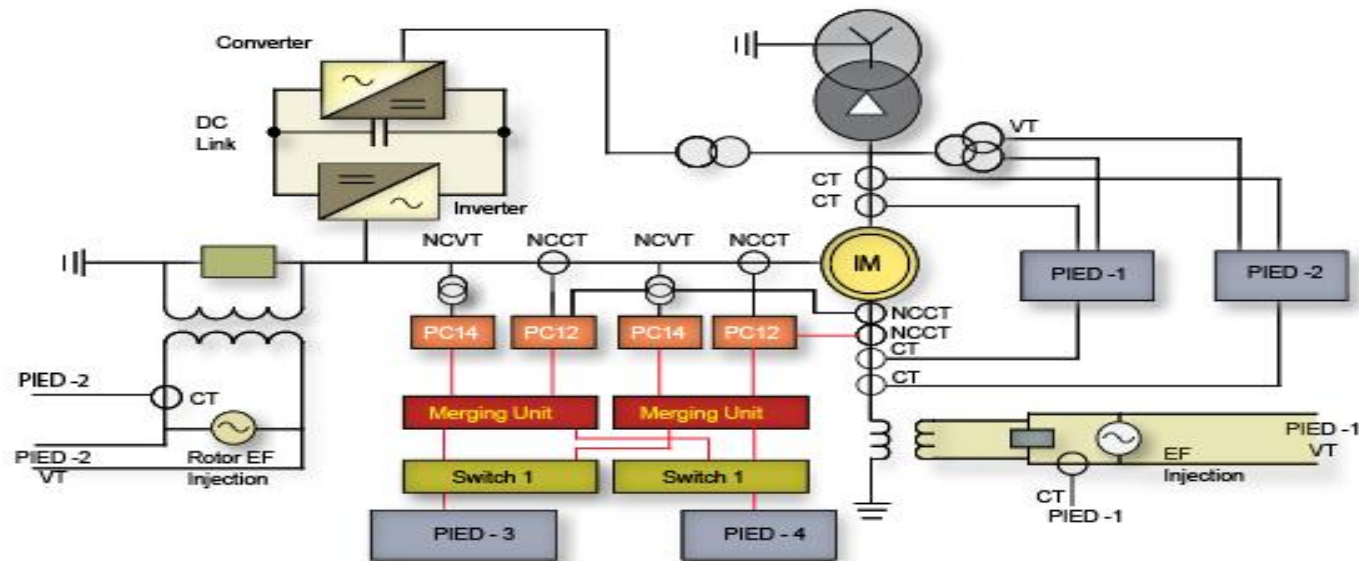 Converter
DC
Link
Inverter
VT
CT
CT
NCVT
NCCT
NCVT
NCCT
IM
PIED -1
PIED -2
NCCT
NCCT
CT
CT
PC14
PC12
PC14
PC12
PIED -2
CT
Merging Unit
Merging Unit
PIED -2
VT
Rotor EF
Injection
Switch 1
Switch 1
PIED -1
VT
EF
Injection
CT
PIED -1
PIED - 3
PIED - 4